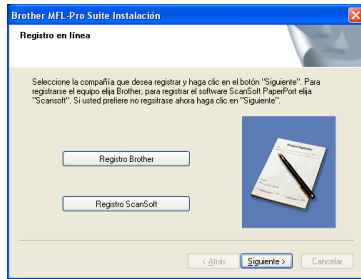 Brother MFL-Pro Suite Instalación
Registro en línea
Seleccione la compañía que desea registrar y haga clic en el botón "Siguiente". Para
registrarse el equipo elija Brother, para registrar el software ScanSoft PaperPort elija
"Scansoft". Si usted prefiere no regsitrase ahora haga clic en "Siguiente".
Registro Brother
Registro ScanSoft
< Atrás
Siguiente >
Cancelar